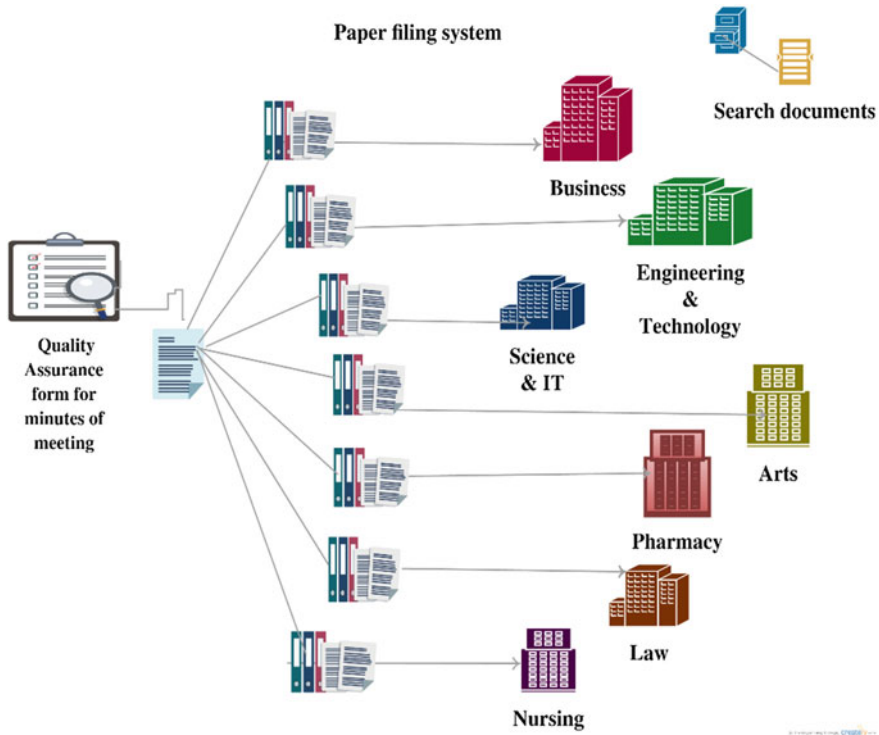 Paper filing system
Search documents
Business
Engineering
&
Technology
Quality
Assurance
form for
minutes of
meeting
Science
& IT
Arts
Pharmacy
Law
Nursing